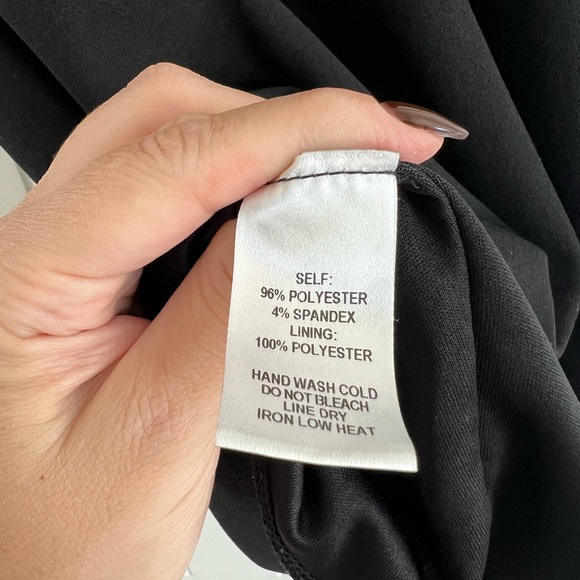 SELF:
96% POLYESTER
4% SPANDEX
LINING:
100% POLYESTER
HAND WASH COLD
DO NOT BLEACH
LINE DRY
IRON LOW HEAT